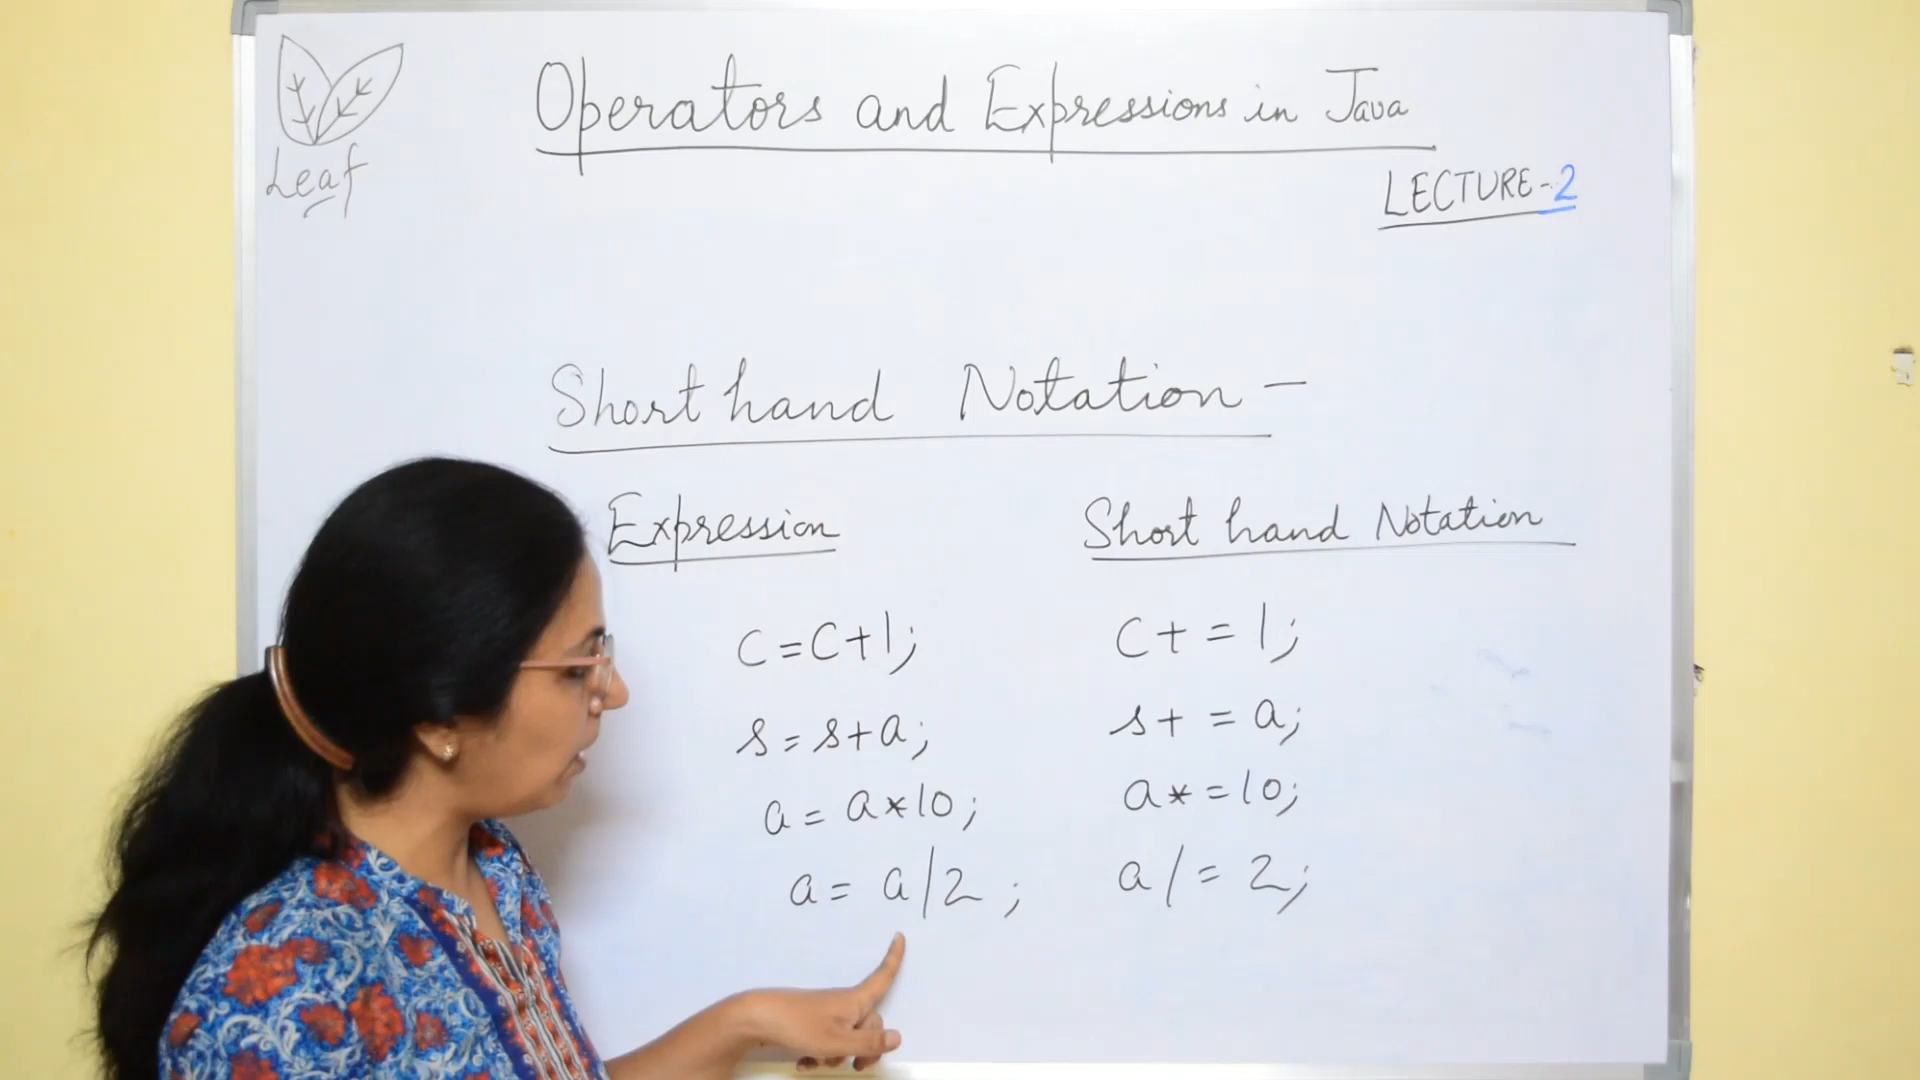 Leaf
Operators and Expressions in Java
LECTURE-2
Short hand Notation -
Expression
Short hand Notation
c=c+1;
c+=1;
s=s+a;
s+=a;
a=a*10;
a*=10;
a=a/2;
a/=2;